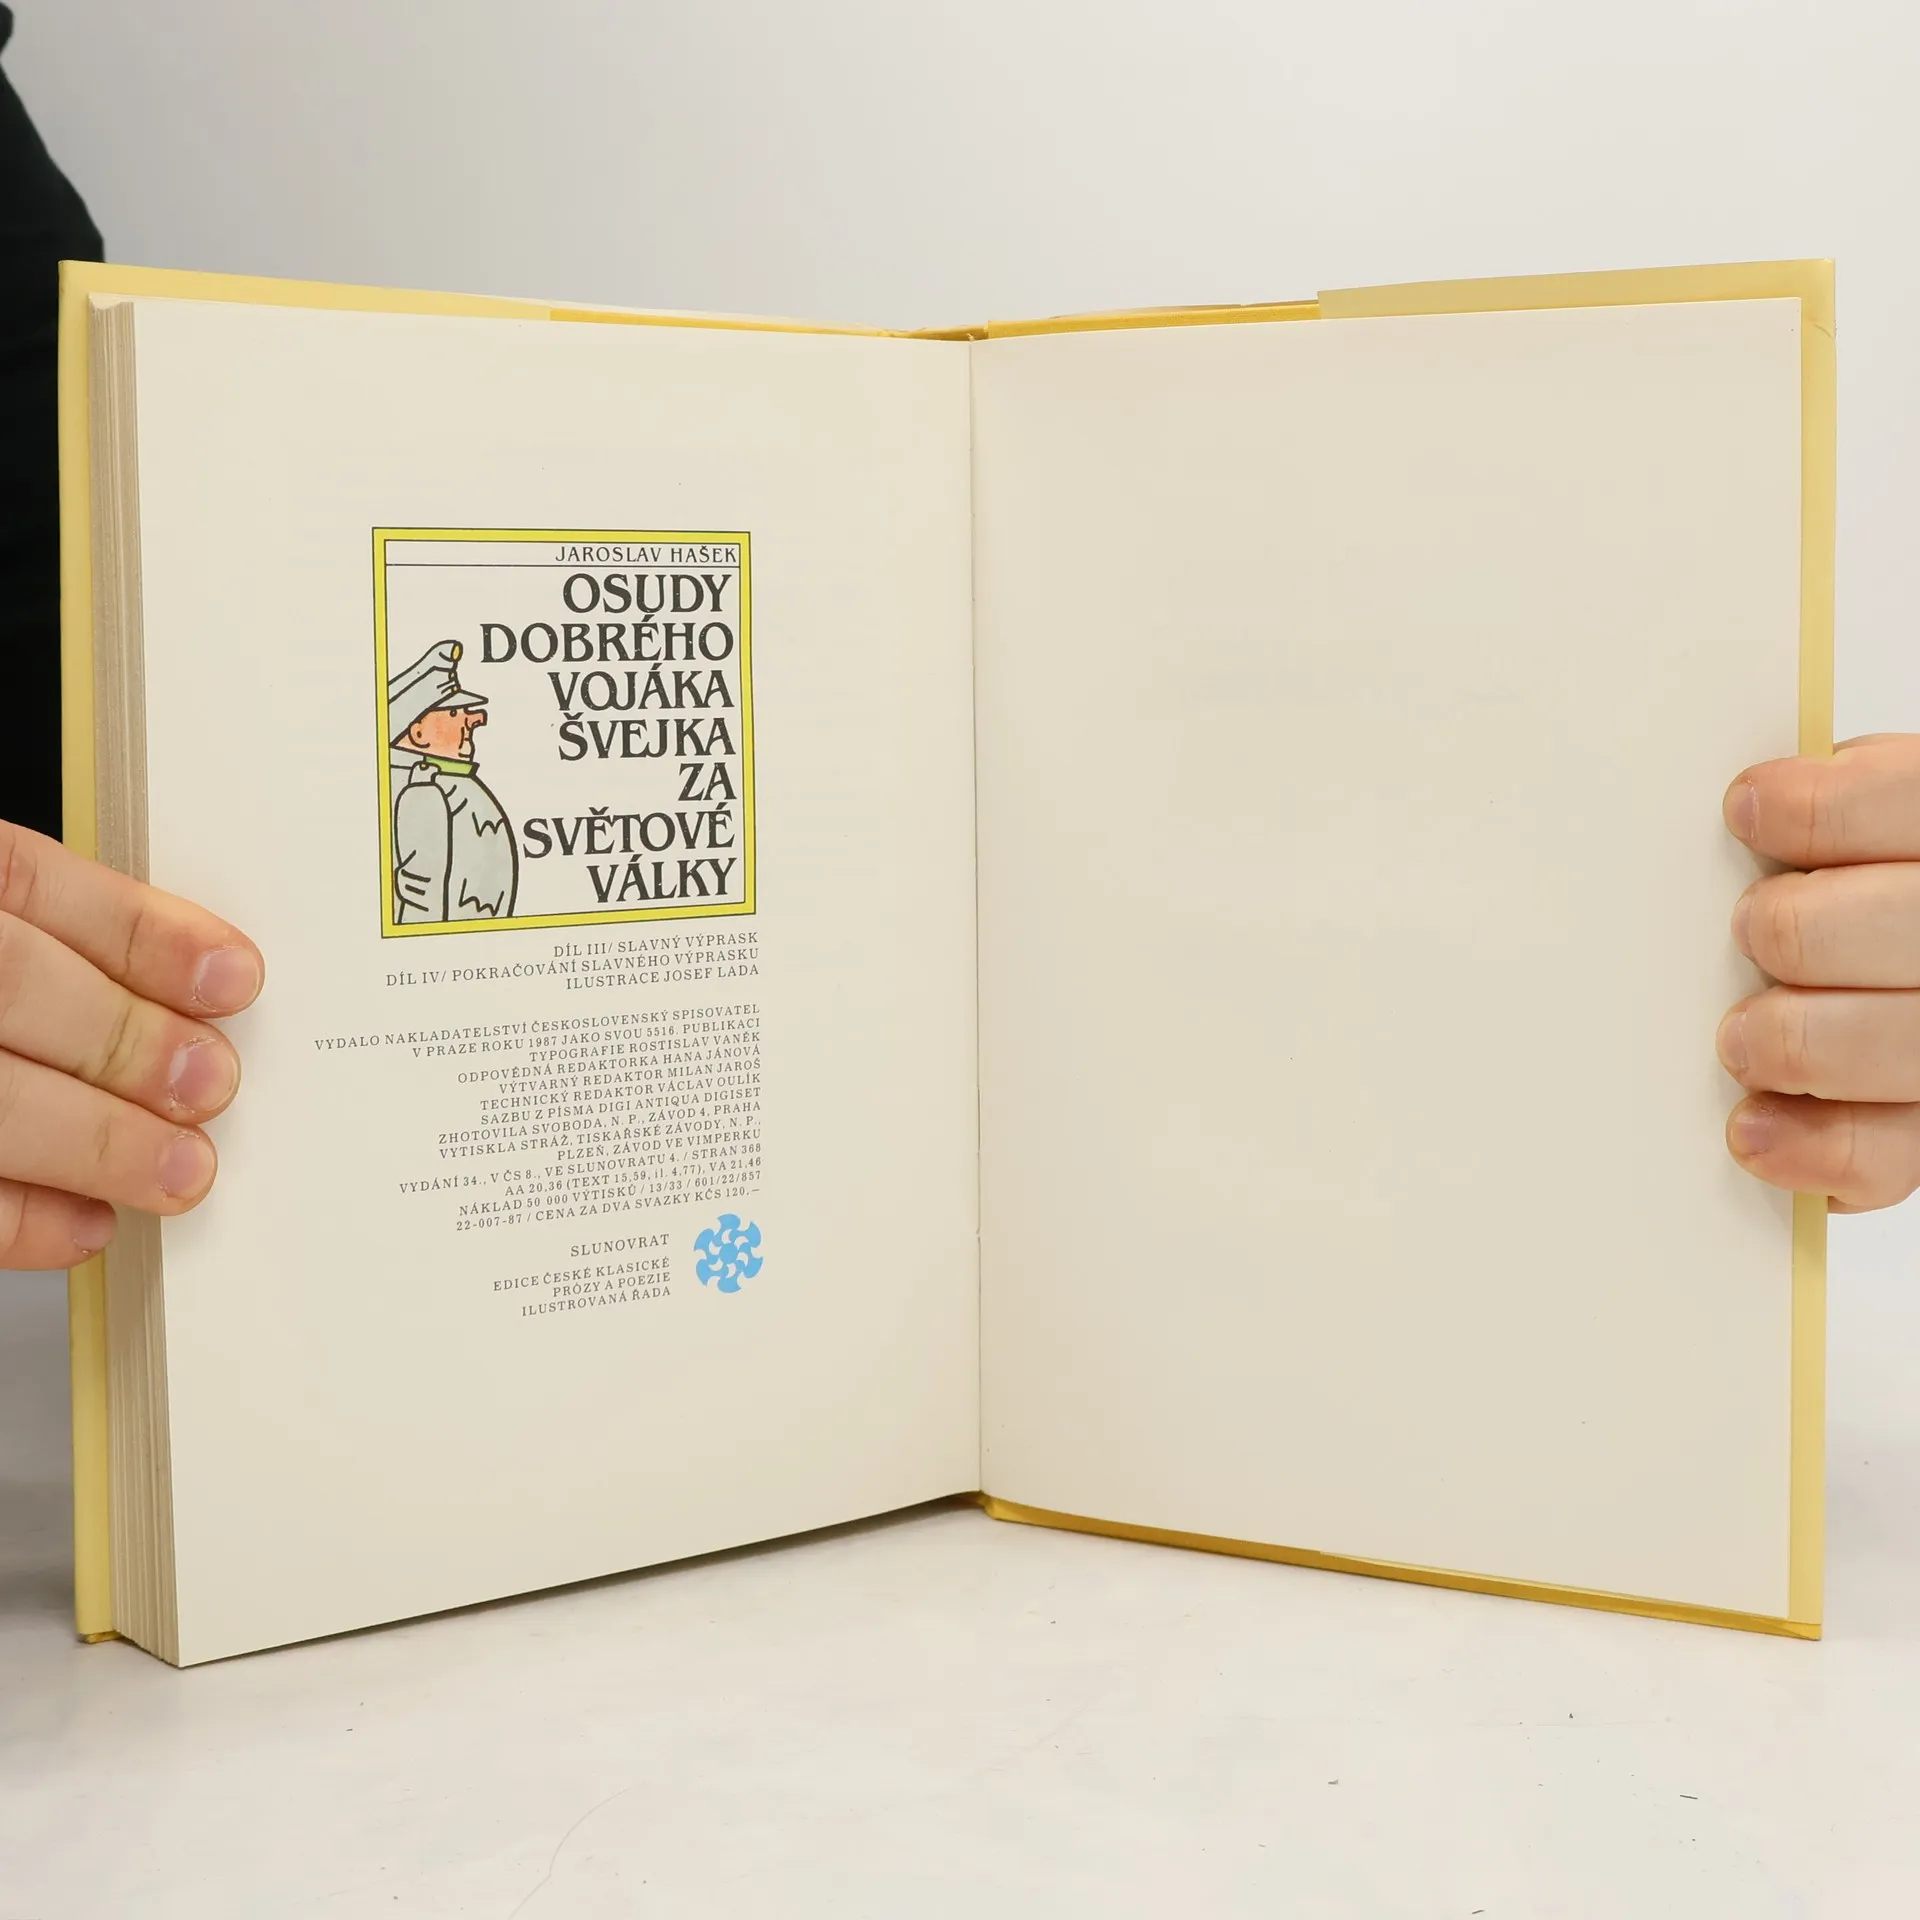 JAROSLAV HAŠEK
OSUDY
DOBRÉHO
VOJÁKA
ŠVEJKA
ZA
SVĚTOVÉ
VÁLKY
DÍL III/ SLAVNÝ VÝPRASK
DÍL IV/ POKRAČOVÁNÍ SLAVNÉHO VÝPRASKU
ILUSTRACE JOSEF LADA
VYDALO NAKLADATELSTVÍ ČESKOSLOVENSKÝ SPISOVATEL
V PRAZE ROKU 1987 JAKO SVOU 5516. PUBLIKACI
TYPOGRAFIE ROSTISLAV VANĚK
ODPOVĚDNÁ REDAKTORKA HANA JÁNOVÁ
VÝTVARNÝ REDAKTOR MILAN JAROŠ
TECHNICKÝ REDAKTOR VÁCLAV OULÍK
SAZBU Z PÍSMA DIGI ANTIQUA DIGISET
ZHOTOVILA SVOBODA, N. P., ZÁVOD 4, PRAHA
VYTISKLA STRÁŽ, TISKAŘSKÉ ZÁVODY, N. P.,
PLZEŇ, ZÁVOD VE VIMPERKU
VYDÁNÍ 34., V ČS 8., VE SLUNOVRATU 4. / STRAN 368
AA 20,36 (TEXT 15,59, il. 4,77), VA 21,46
NÁKLAD 50 000 VÝTISKŮ / 13/33 / 601/22/857
22-007-87 / CENA ZA DVA SVAZKY KČS 120,—
SLUNOVRAT
EDICE ČESKÉ KLASICKÉ
PRÓZY A POEZIE
ILUSTROVANÁ ŘADA